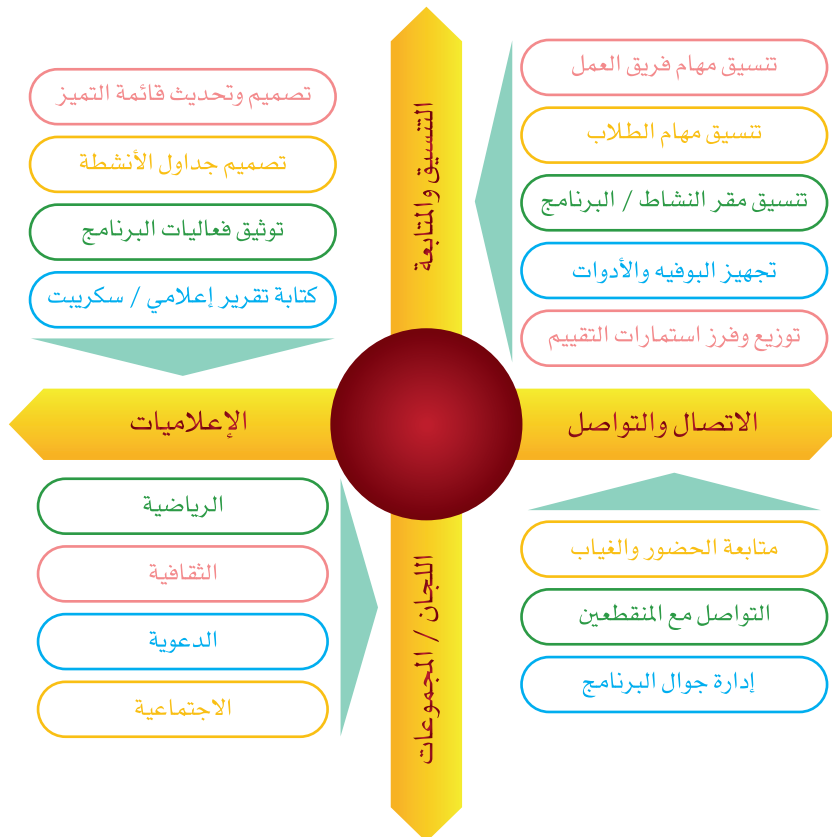 التنسيق والمتابعة
تنسيق مهام فريق العمل
تنسيق مهام الطلاب
تنسيق مقر النشاط / البرنامج
تجهيز البوفيه والأدوات
توزيع وفرز استمارات التقييم
تصميم وتحديث قائمة التميز
تصميم جداول الأنشطة
توثيق فعاليات البرنامج
كتابة تقرير إعلامي / سكريبت
الاتصال والتواصل
الإعلاميات
متابعة الحضور والغياب
التواصل مع المنقطعين
إدارة جوال البرنامج
اللجان / المجموعات
الرياضية
الثقافية
الدعوية
الاجتماعية